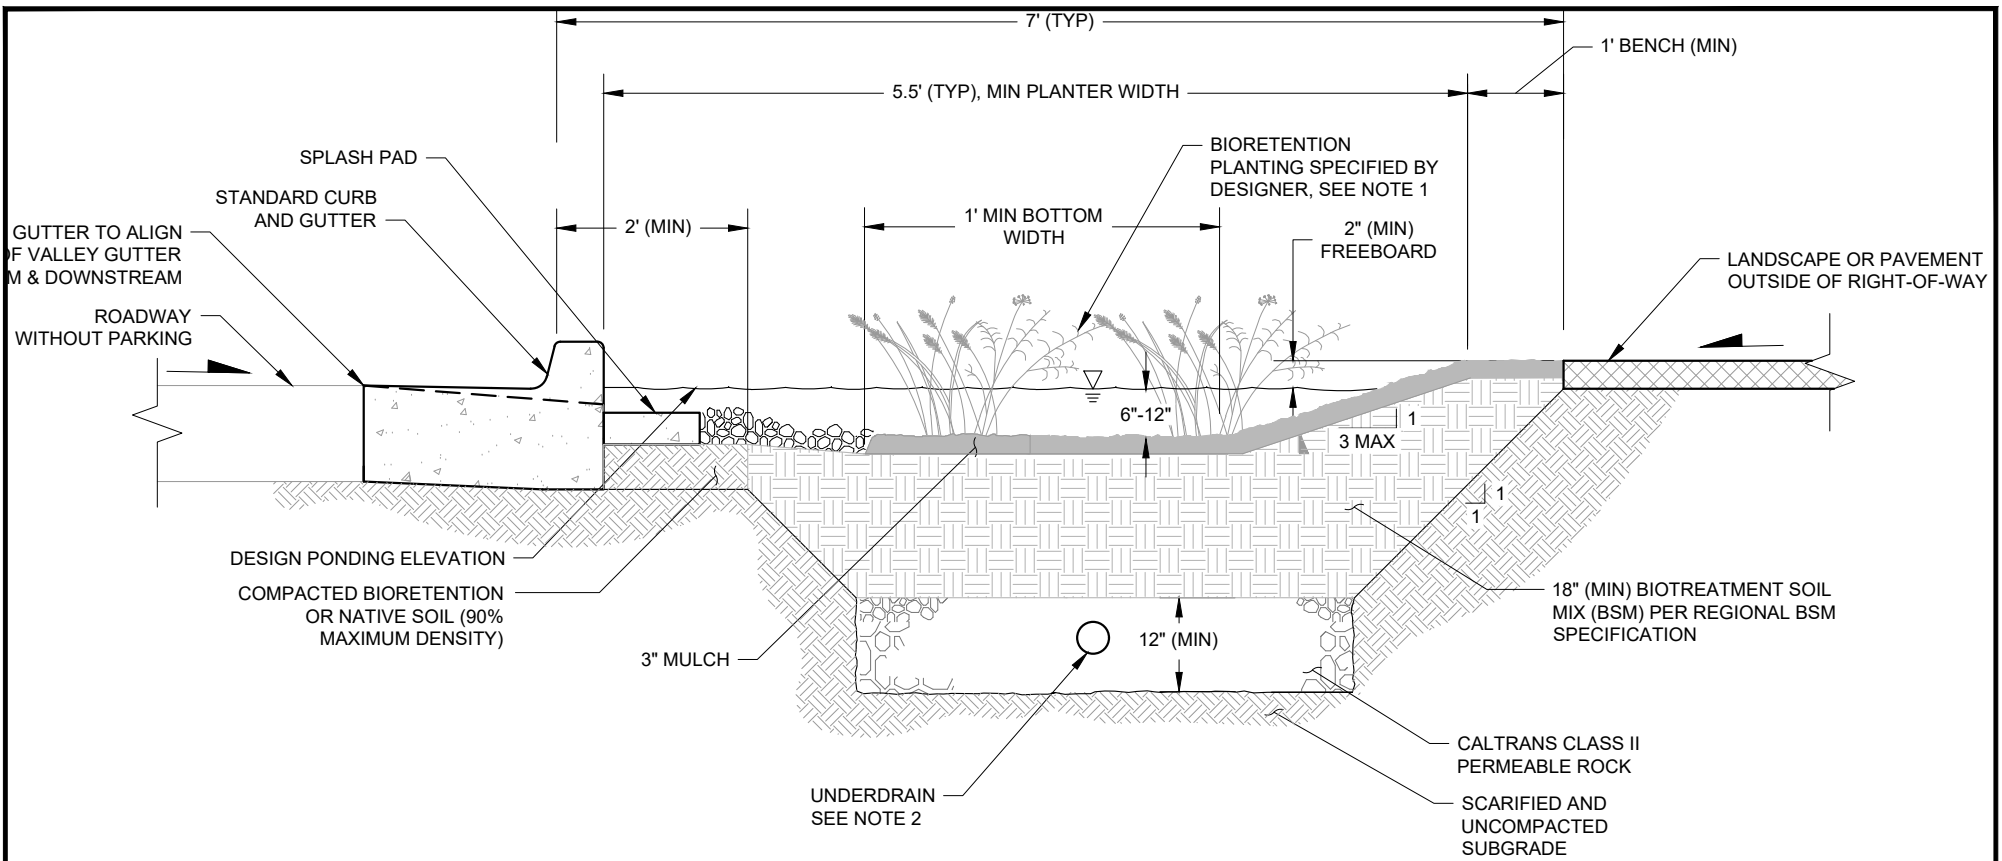 7' (TYP)
1' BENCH (MIN)
5.5' (TYP), MIN PLANTER WIDTH
SPLASH PAD
BIORETENTION
PLANTING SPECIFIED BY
DESIGNER, SEE NOTE 1
STANDARD CURB
AND GUTTER
2' (MIN)
1' MIN BOTTOM
WIDTH
2" (MIN)
FREEBOARD
GUTTER TO ALIGN
OF VALLEY GUTTER
M & DOWNSTREAM
LANDSCAPE OR PAVEMENT
OUTSIDE OF RIGHT-OF-WAY
ROADWAY
WITHOUT PARKING
6"-12"
1
3 MAX
1
1
DESIGN PONDING ELEVATION
COMPACTED BIORETENTION
OR NATIVE SOIL (90%
MAXIMUM DENSITY)
3" MULCH
12" (MIN)
18" (MIN) BIOTREATMENT SOIL
MIX (BSM) PER REGIONAL BSM
SPECIFICATION
CALTRANS CLASS II
PERMEABLE ROCK
UNDERDRAIN
SEE NOTE 2
SCARIFIED AND
UNCOMPACTED
SUBGRADE